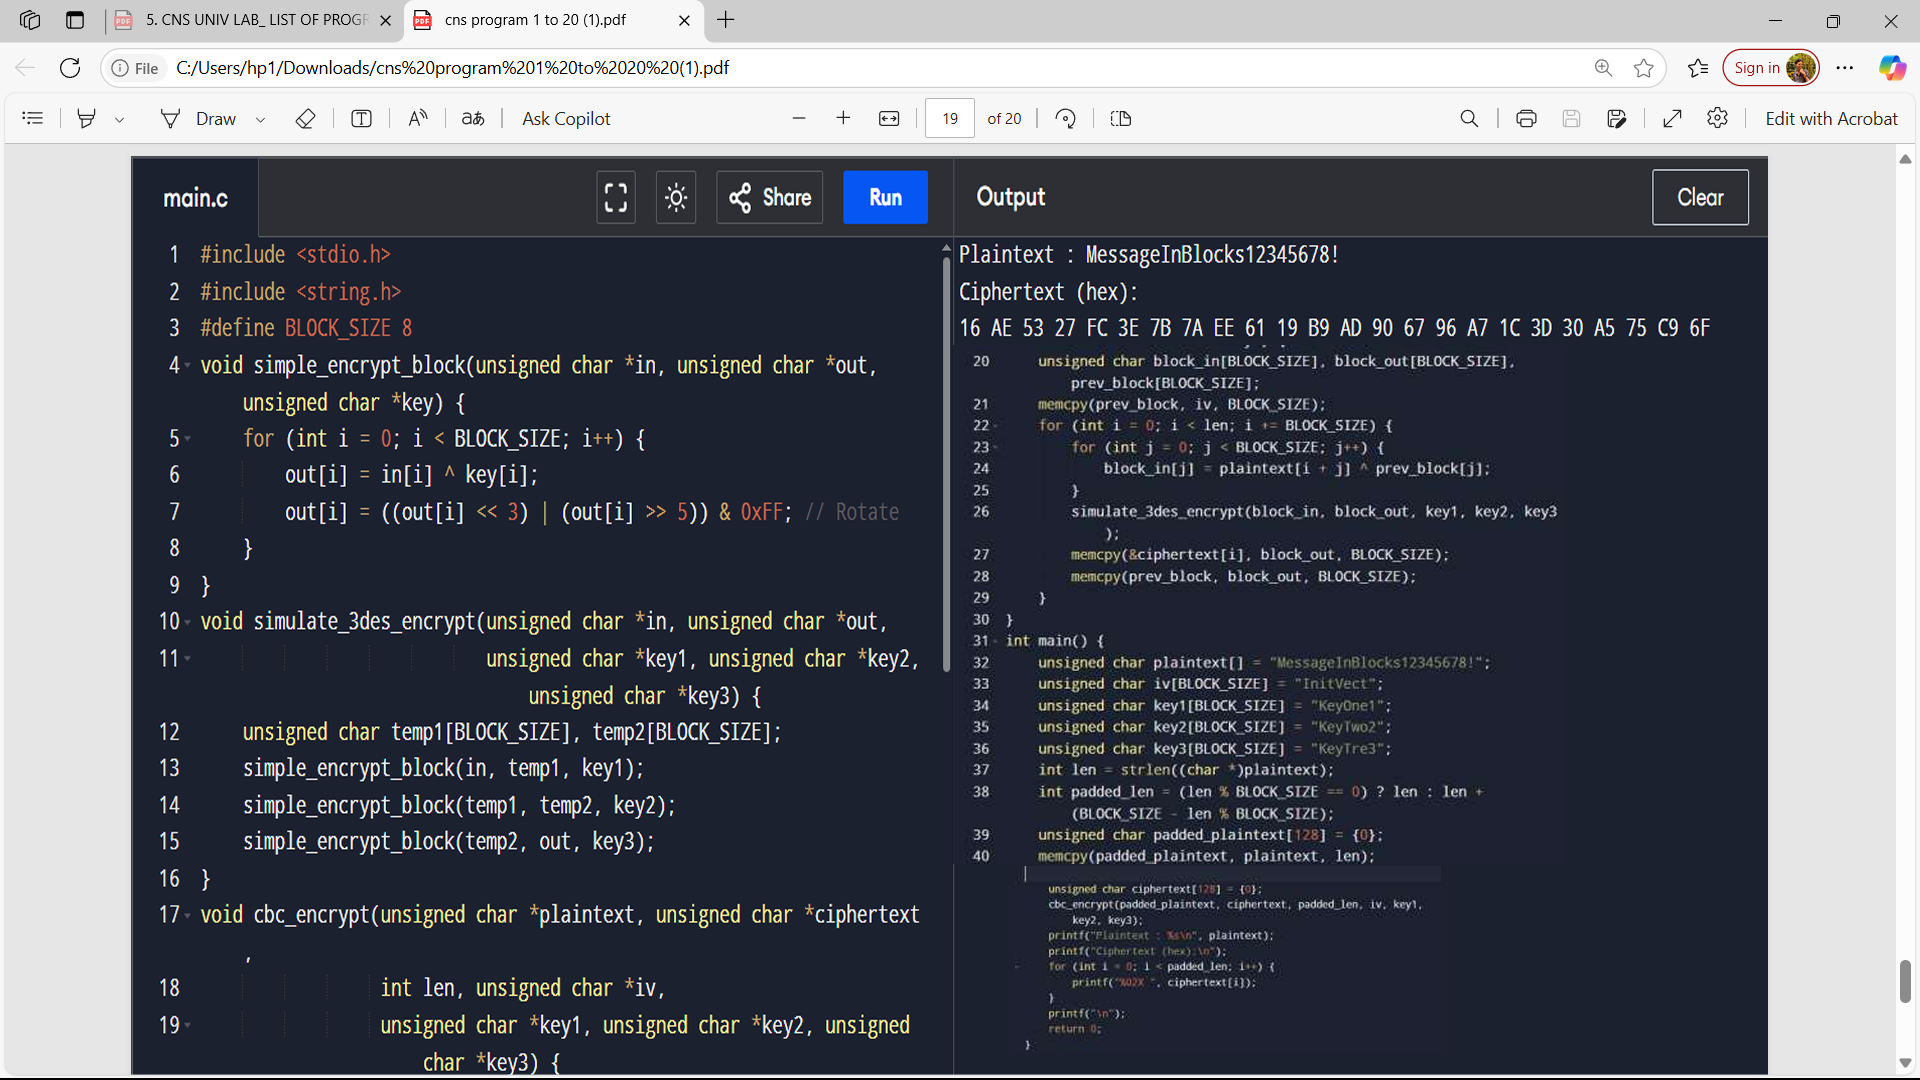 5. CNS UNIV LAB_ LIST OF PROGR
cns program 1 to 20 (1).pdf
File
C:/Users/hp1/Downloads/cns%20program%201%20to%2020%20(1).pdf
Sign in
Draw
Ask Copilot
19
of 20
Edit with Acrobat
main.c
Share
Run
Output
Clear
1 #include <stdio.h>
2 #include <string.h>
3 #define BLOCK_SIZE 8
4 void simple_encrypt_block(unsigned char *in, unsigned char *out,
unsigned char *key) {
5 for (int i = 0; i < BLOCK_SIZE; i++) {
6 out[i] = in[i] ^ key[i];
7 out[i] = ((out[i] << 3) | (out[i] >> 5)) & 0xFF; // Rotate
8 }
9 }
10 void simulate_3des_encrypt(unsigned char *in, unsigned char *out,
11 unsigned char *key1, unsigned char *key2,
unsigned char *key3) {
12 unsigned char temp1[BLOCK_SIZE], temp2[BLOCK_SIZE];
13 simple_encrypt_block(in, temp1, key1);
14 simple_encrypt_block(temp1, temp2, key2);
15 simple_encrypt_block(temp2, out, key3);
16 }
17 void cbc_encrypt(unsigned char *plaintext, unsigned char *ciphertext
,
18 int len, unsigned char *iv,
19 unsigned char *key1, unsigned char *key2, unsigned
char *key3) {
Plaintext : MessageInBlocks12345678!
Ciphertext (hex):
16 AE 53 27 FC 3E 7B 7A EE 61 19 B9 AD 90 67 96 A7 1C 3D 30 A5 75 C9 6F
20 unsigned char block_in[BLOCK_SIZE], block_out[BLOCK_SIZE],
prev_block[BLOCK_SIZE];
21 memcpy(prev_block, iv, BLOCK_SIZE);
22 for (int i = 0; i < len; i += BLOCK_SIZE) {
23 for (int j = 0; j < BLOCK_SIZE; j++) {
24 block_in[j] = plaintext[i + j] ^ prev_block[j];
25 }
26 simulate_3des_encrypt(block_in, block_out, key1, key2, key3
);
27 memcpy(&ciphertext[i], block_out, BLOCK_SIZE);
28 memcpy(prev_block, block_out, BLOCK_SIZE);
29 }
30 }
31 int main() {
32 unsigned char plaintext[] = "MessageInBlocks12345678!";
33 unsigned char iv[BLOCK_SIZE] = "InitVect";
34 unsigned char key1[BLOCK_SIZE] = "KeyOne1";
35 unsigned char key2[BLOCK_SIZE] = "KeyTwo2";
36 unsigned char key3[BLOCK_SIZE] = "KeyTre3";
37 int len = strlen((char *)plaintext);
38 int padded_len = (len % BLOCK_SIZE == 0) ? len : len +
(BLOCK_SIZE - len % BLOCK_SIZE);
39 unsigned char padded_plaintext[128] = {0};
40 memcpy(padded_plaintext, plaintext, len);
unsigned char ciphertext[128] = {0};
cbc_encrypt(padded_plaintext, ciphertext, padded_len, iv, key1,
key2, key3);
printf("Plaintext : %s\n", plaintext);
printf("Ciphertext (hex):\n");
for (int i = 0; i < padded_len; i++) {
printf("%02X ", ciphertext[i]);
}
printf("\n");
return 0;
}